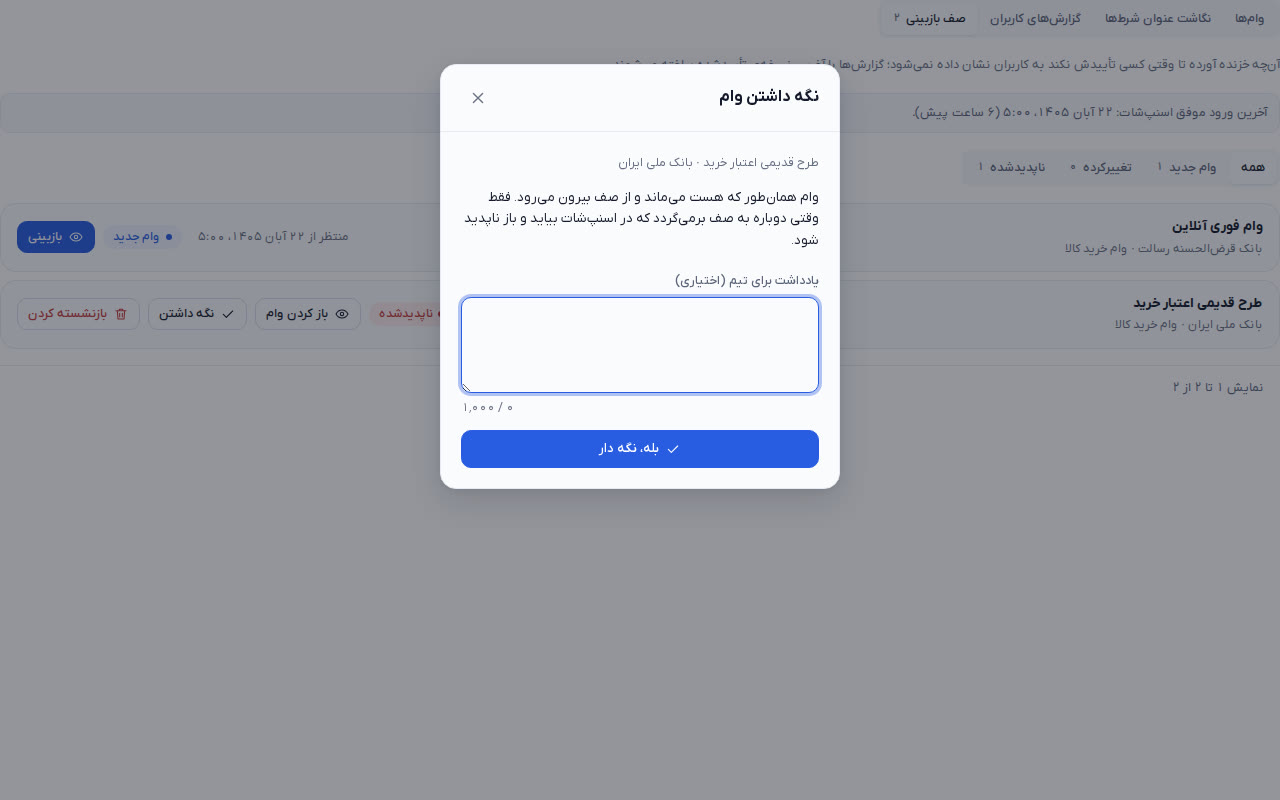 وام‌ها
نگاشت عنوان شرط‌ها
گزارش‌های کاربران
صف بازبینی ۲
آن‌چه خزنده آورده تا وقتی کسی تأییدش نکند به کاربران نشان داده نمی‌شود؛ گزارش‌ها
آخرین ورود موفق اسنپ‌شات: ۲۲ آبان ۱۴۰۵، ۵:۰۰ (۶ ساعت پیش).
همه
وام جدید ۱
تغییرکرده ۰
ناپدیدشده ۱
وام فوری آنلاین
بانک قرض‌الحسنه رسالت · وام خرید کالا
منتظر از ۲۲ آبان ۱۴۰۵، ۵:۰۰
وام جدید
بازبینی
طرح قدیمی اعتبار خرید
بانک ملی ایران · وام خرید کالا
ناپدیدشده
باز کردن وام
نگه داشتن
بازنشسته کردن
نمایش ۱ تا ۲ از ۲
نگه داشتن وام
طرح قدیمی اعتبار خرید · بانک ملی ایران
وام همان‌طور که هست می‌ماند و از صف بیرون می‌رود. فقط
وقتی دوباره به صف برمی‌گردد که در اسنپ‌شات بیاید و باز ناپدید
شود.
یادداشت برای تیم (اختیاری)
۰ / ۱٬۰۰۰
بله، نگه دار